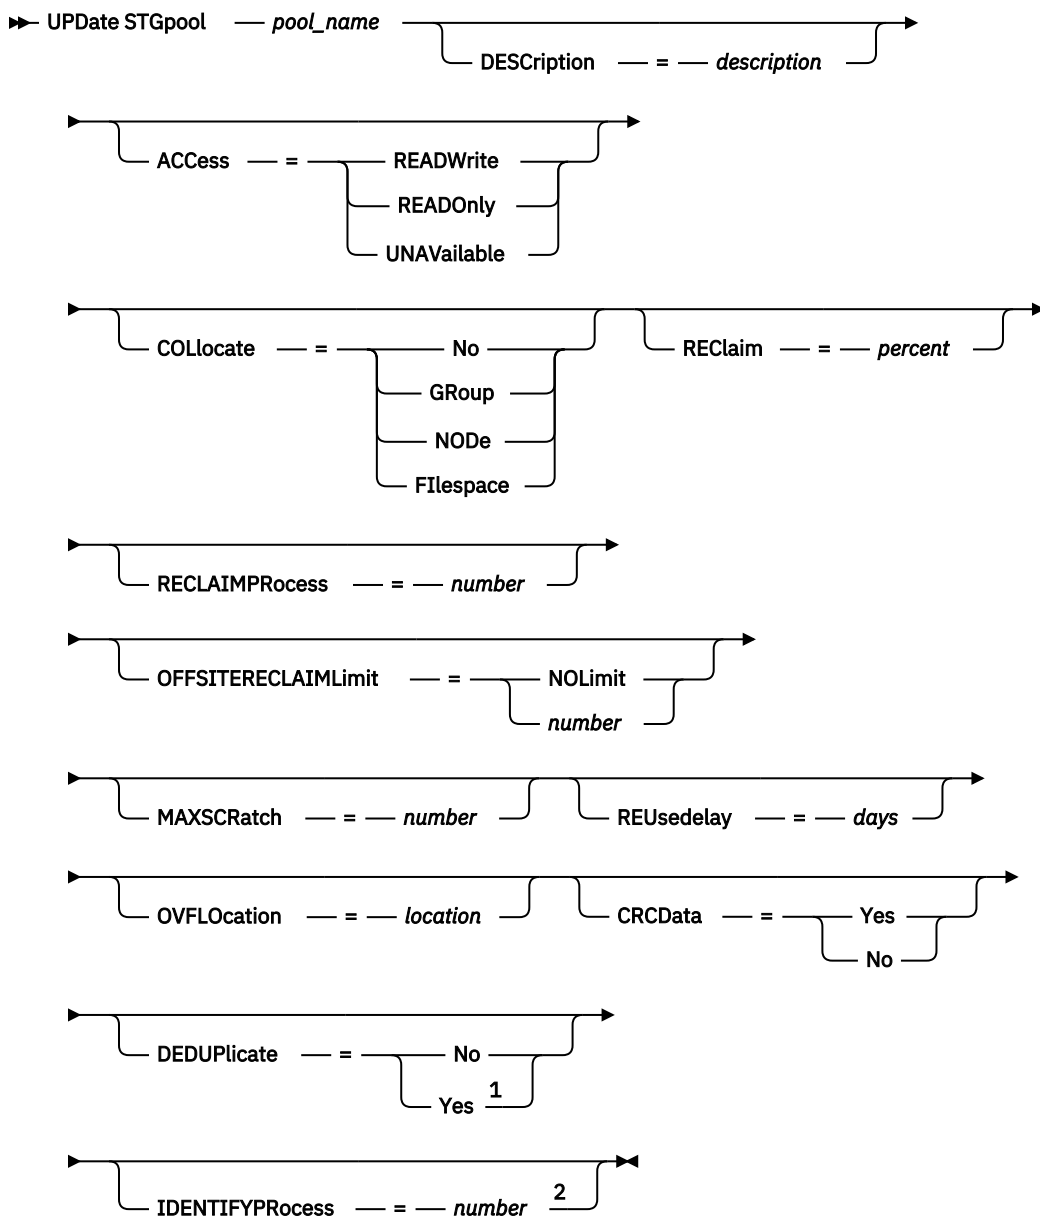 UPDate STGpool — pool_name
DESCription — = — description
ACCess — = — READWrite
READOnly
UNAVailable
COLlocate — = — No
GRoup
NODe
FIlespace
REClaim — = — percent
RECLAIMPRocess — = — number
OFFSITERECLAIMLimit — = — NOLimit
number
MAXSCRatch — = — number
REUsedelay — = — days
OVFLOcation — = — location
CRCData — = — Yes
No
DEDUPlicate — = — No
Yes 1
IDENTIFYPRocess — = — number 2